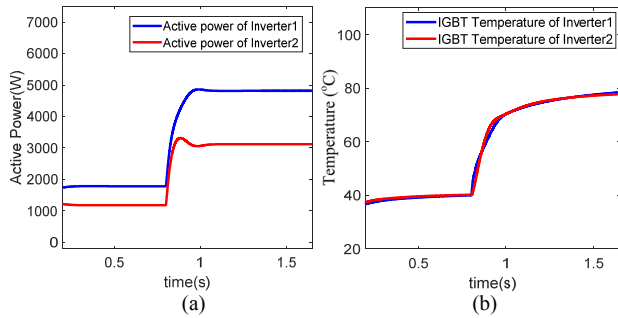 Active Power(W)
7000
6000
5000
4000
3000
2000
1000
0
Active power of Inverter1
Active power of Inverter2
0.5
1
1.5
time(s)
(a)
Temperature (°C)
100
80
60
40
20
IGBT Temperature of Inverter1
IGBT Temperature of Inverter2
0.5
1
1.5
time(s)
(b)